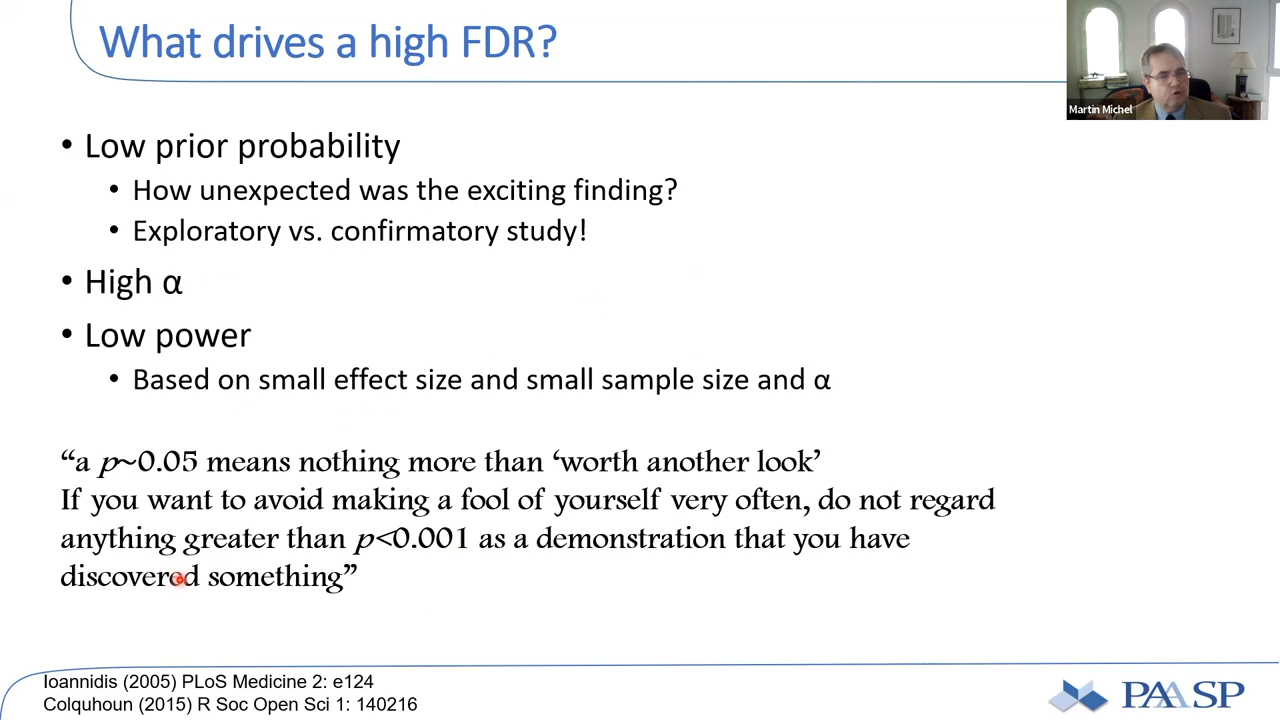 What drives a high FDR?
Martin Michel
• Low prior probability
• How unexpected was the exciting finding?
• Exploratory vs. confirmatory study!
• High α
• Low power
• Based on small effect size and small sample size and α
“a p~0.05 means nothing more than ‘worth another look’
If you want to avoid making a fool of yourself very often, do not regard
anything greater than p<0.001 as a demonstration that you have
discovered something”
Ioannidis (2005) PLoS Medicine 2: e124
Colquhoun (2015) R Soc Open Sci 1: 140216
PAASP